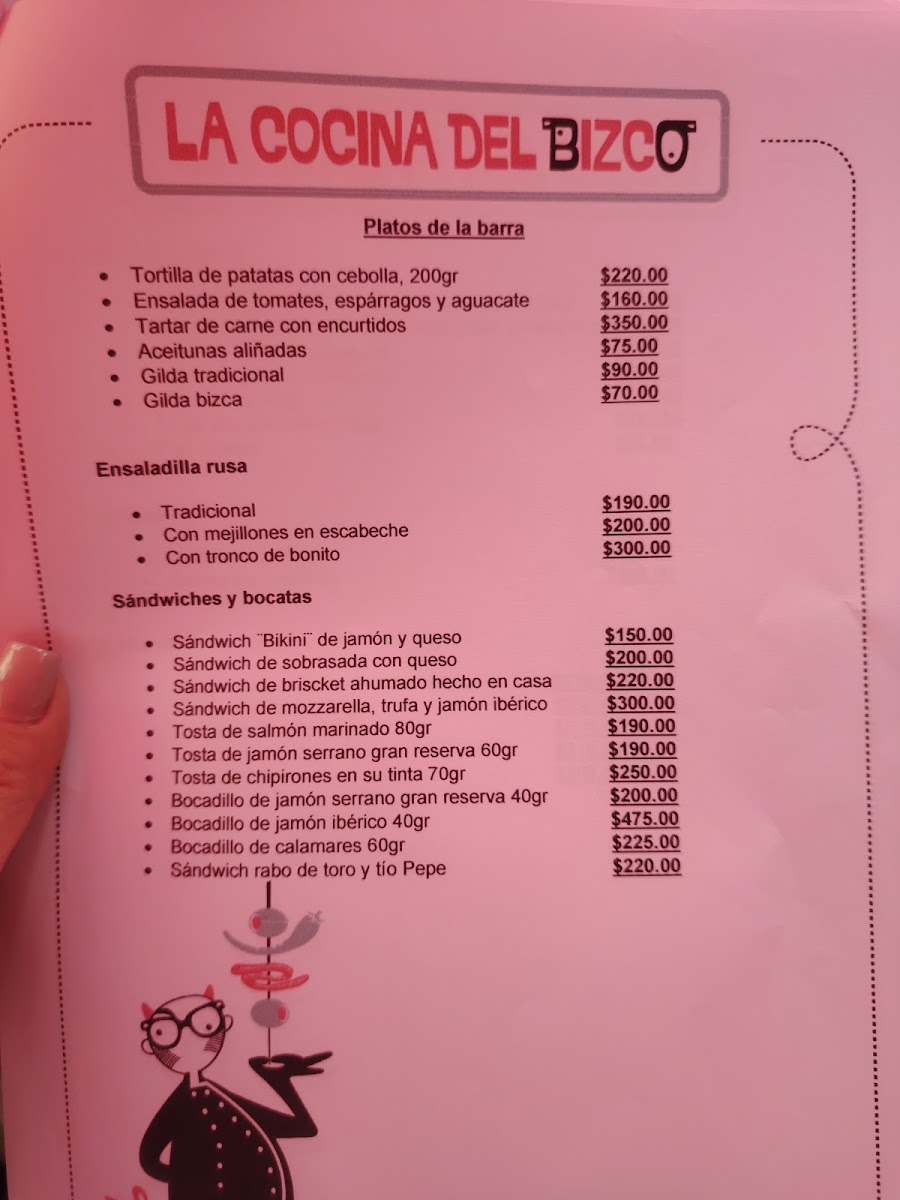 LA COCINA DEL BIZCO
Platos de la barra
• Tortilla de patatas con cebolla, 200gr $220.00
• Ensalada de tomates, espárragos y aguacate $160.00
• Tartar de carne con encurtidos $350.00
• Aceitunas aliñadas $75.00
• Gilda tradicional $90.00
• Gilda bizca $70.00
Ensaladilla rusa
• Tradicional $190.00
• Con mejillones en escabeche $200.00
• Con tronco de bonito $300.00
Sándwiches y bocatas
• Sándwich ¨Bikini¨ de jamón y queso $150.00
• Sándwich de sobrasada con queso $200.00
• Sándwich de briscket ahumado hecho en casa $220.00
• Sándwich de mozzarella, trufa y jamón ibérico $300.00
• Tosta de salmón marinado 80gr $190.00
• Tosta de jamón serrano gran reserva 60gr $190.00
• Tosta de chipirones en su tinta 70gr $250.00
• Bocadillo de jamón serrano gran reserva 40gr $200.00
• Bocadillo de jamón ibérico 40gr $475.00
• Bocadillo de calamares 60gr $225.00
• Sándwich rabo de toro y tío Pepe $220.00